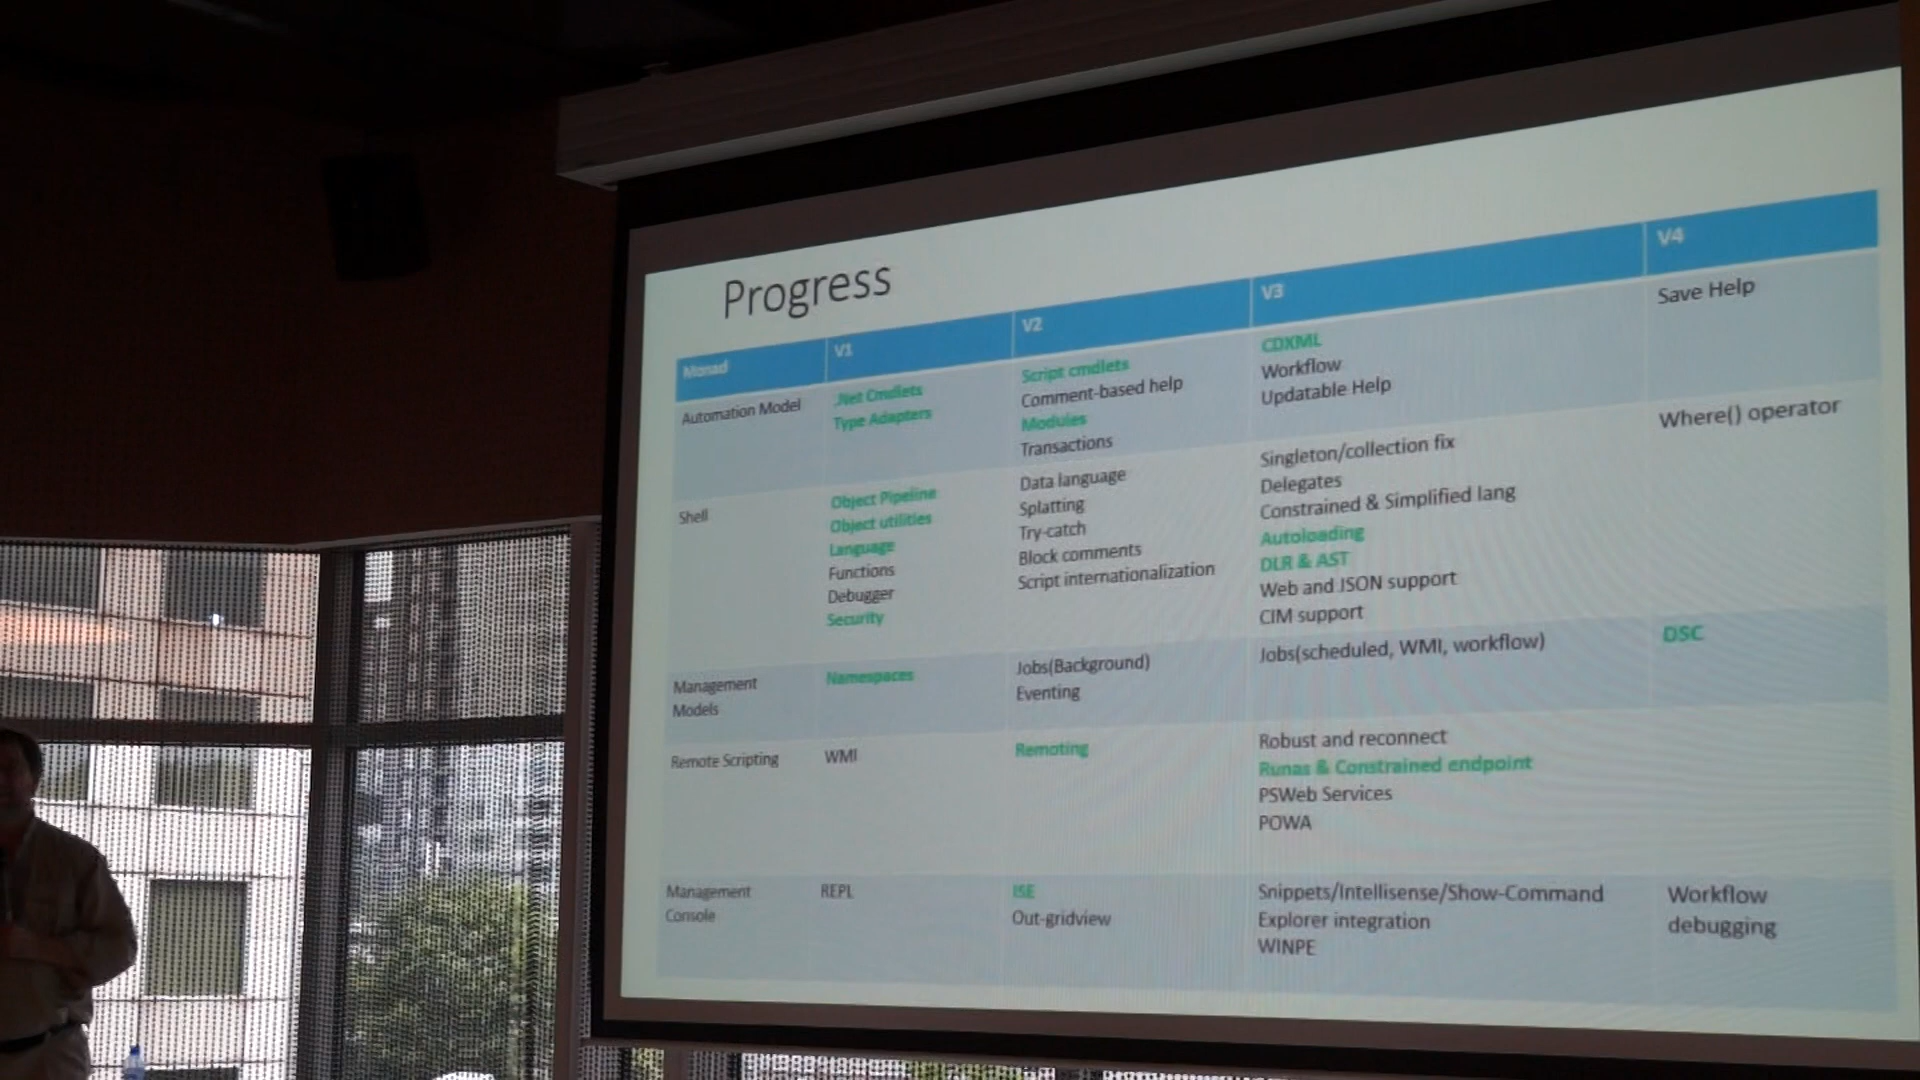 Progress
Monad V1 V2 V3 V4
Automation Model
.Net Cmdlets
Type Adapters
Script cmdlets
Comment-based help
Modules
Transactions
CDXML
Workflow
Updatable Help
Save Help
Shell
Object Pipeline
Object utilities
Language
Functions
Debugger
Security
Data language
Splatting
Try-catch
Block comments
Script internationalization
Singleton/collection fix
Delegates
Constrained & Simplified lang
Autoloading
DLR & AST
Web and JSON support
CIM support
Where() operator
Management
Models
Namespaces
Jobs(Background)
Eventing
Jobs(scheduled, WMI, workflow)
DSC
Remote Scripting
WMI
Remoting
Robust and reconnect
Runas & Constrained endpoint
PSWeb Services
POWA
Management
Console
REPL
ISE
Out-gridview
Snippets/Intellisense/Show-Command
Explorer integration
WINPE
Workflow
debugging